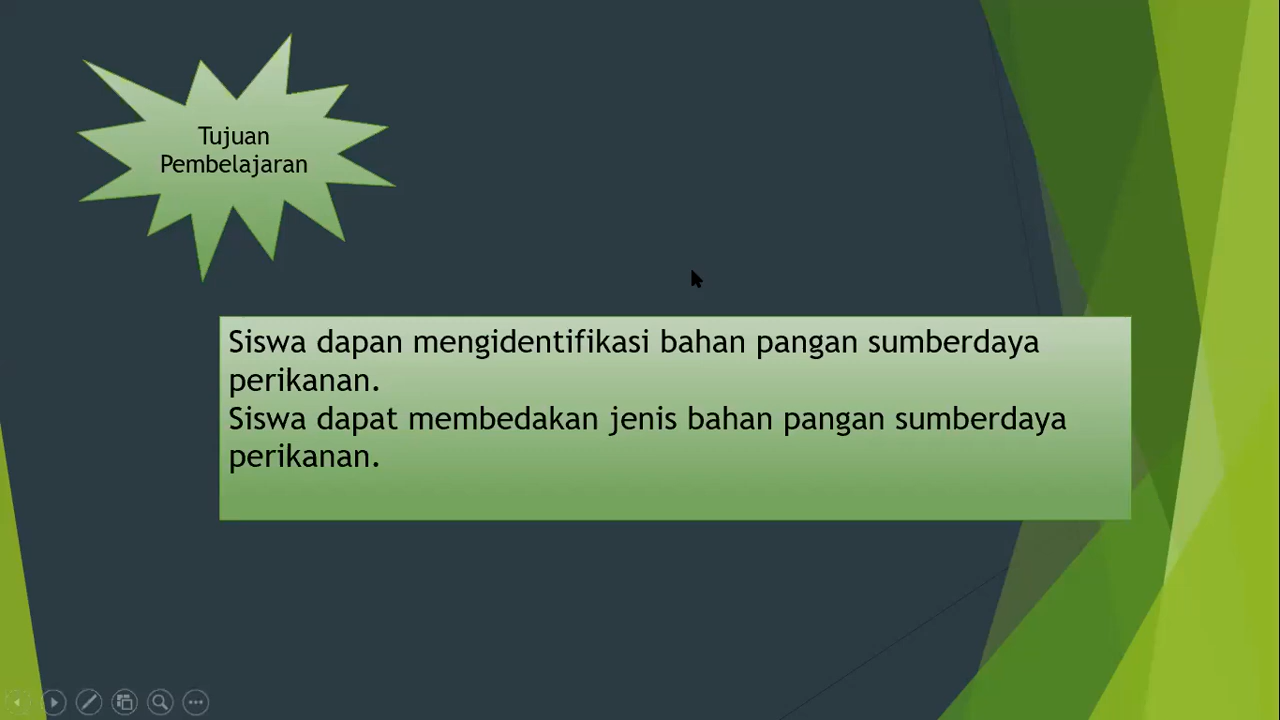 Tujuan
Pembelajaran
Siswa dapan mengidentifikasi bahan pangan sumberdaya
perikanan.
Siswa dapat membedakan jenis bahan pangan sumberdaya
perikanan.